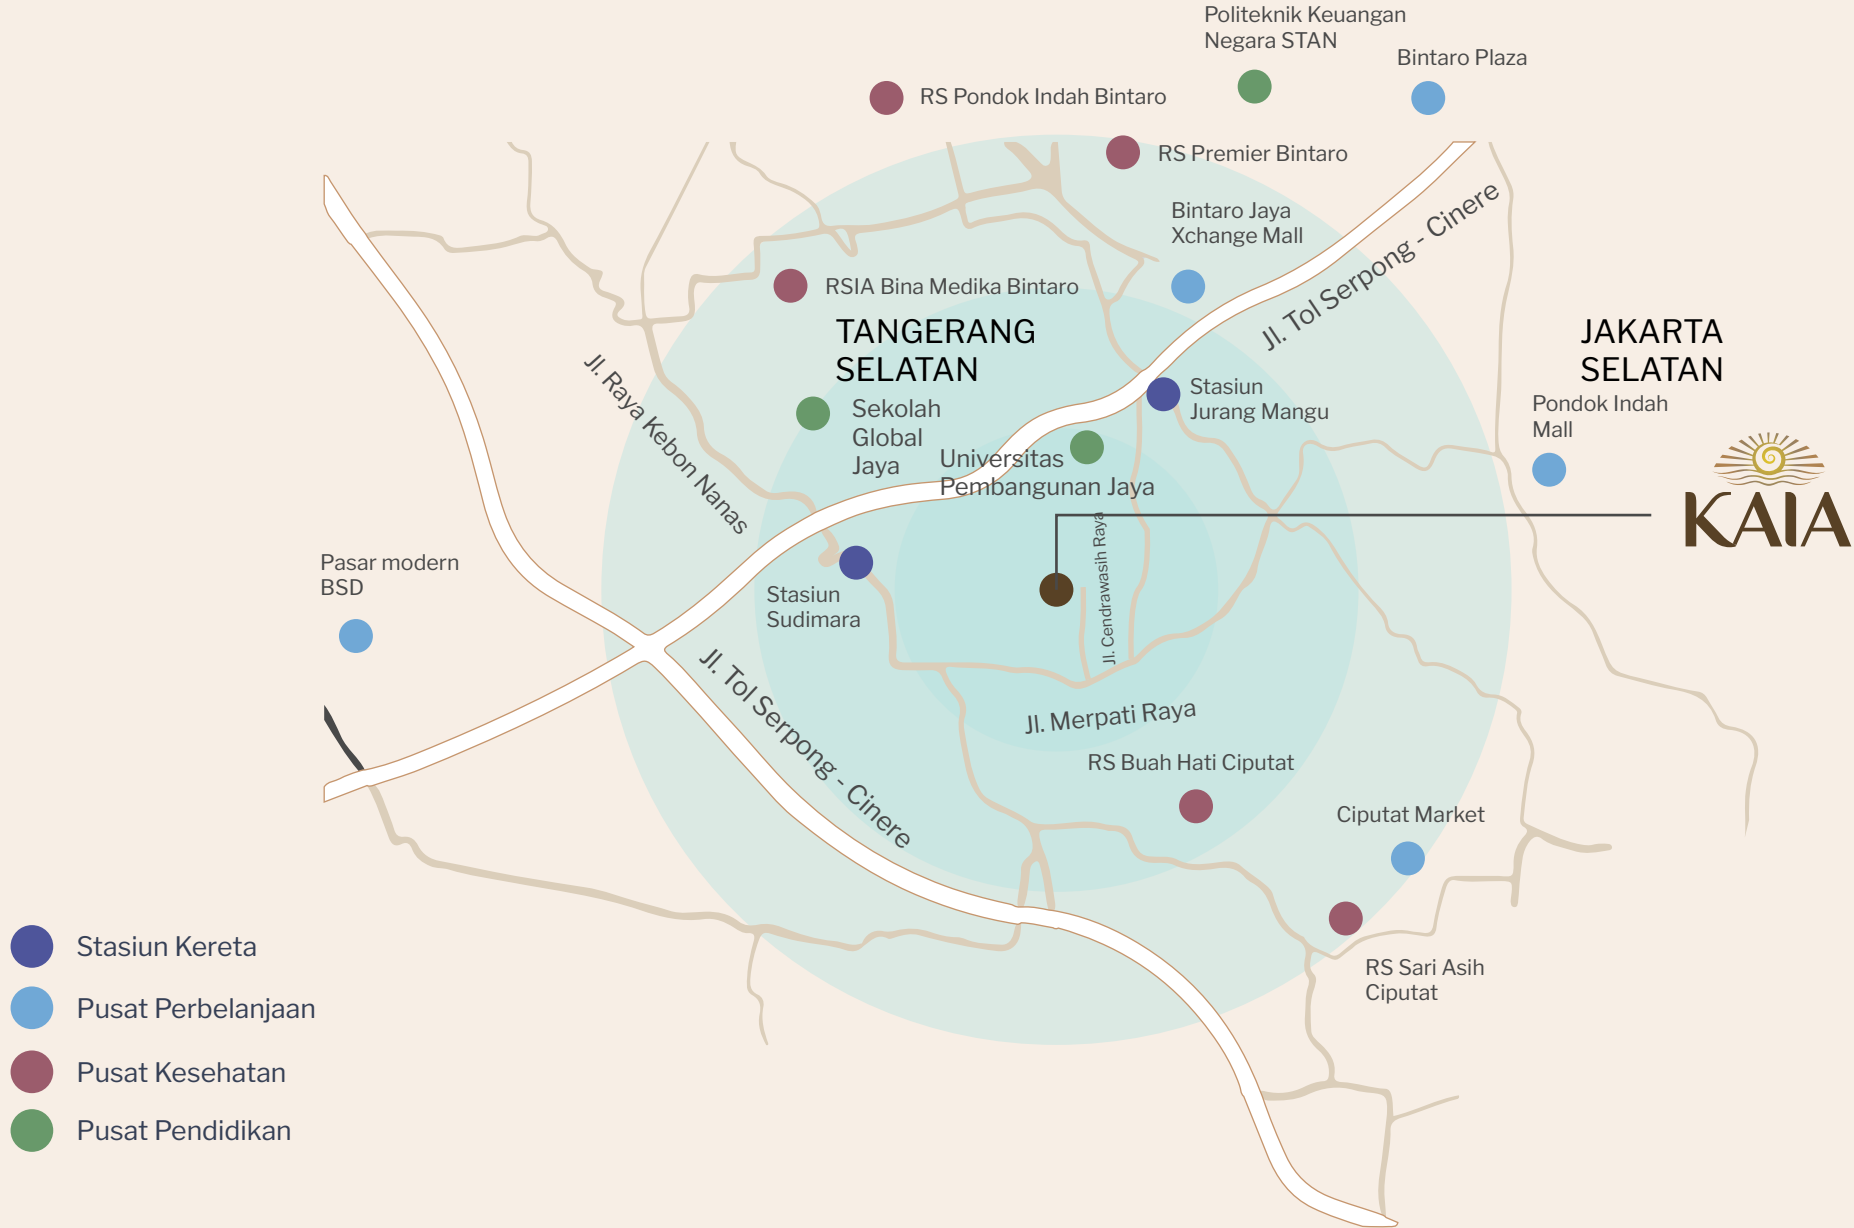 Politeknik Keuangan
Negara STAN
Bintaro Plaza
RS Pondok Indah Bintaro
RS Premier Bintaro
Bintaro Jaya
Xchange Mall
Jl. Tol Serpong - Cinere
RSIA Bina Medika Bintaro
TANGERANG
SELATAN
JAKARTA
SELATAN
Jl. Raya Kebon Nanas
Sekolah
Global
Jaya
Stasiun
Jurang Mangu
Pondok Indah
Mall
Universitas
Pembangunan Jaya
KAIA
Jl. Cendrawasih Raya
Pasar modern
BSD
Stasiun
Sudimara
Jl. Tol Serpong - Cinere
Jl. Merpati Raya
RS Buah Hati Ciputat
Ciputat Market
RS Sari Asih
Ciputat
Stasiun Kereta
Pusat Perbelanjaan
Pusat Kesehatan
Pusat Pendidikan